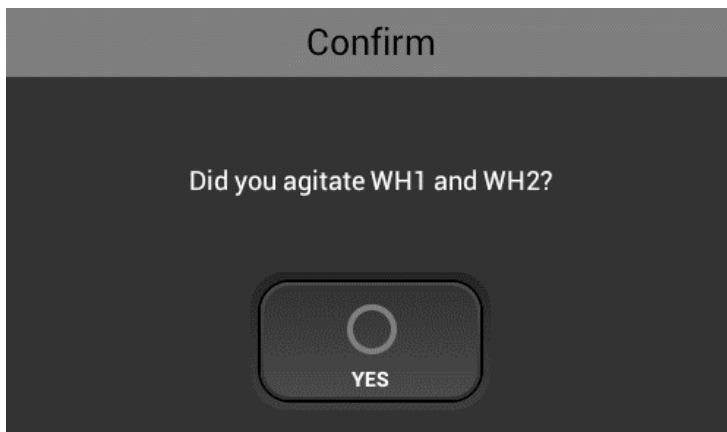 Confirm
Did you agitate WH1 and WH2?
YES